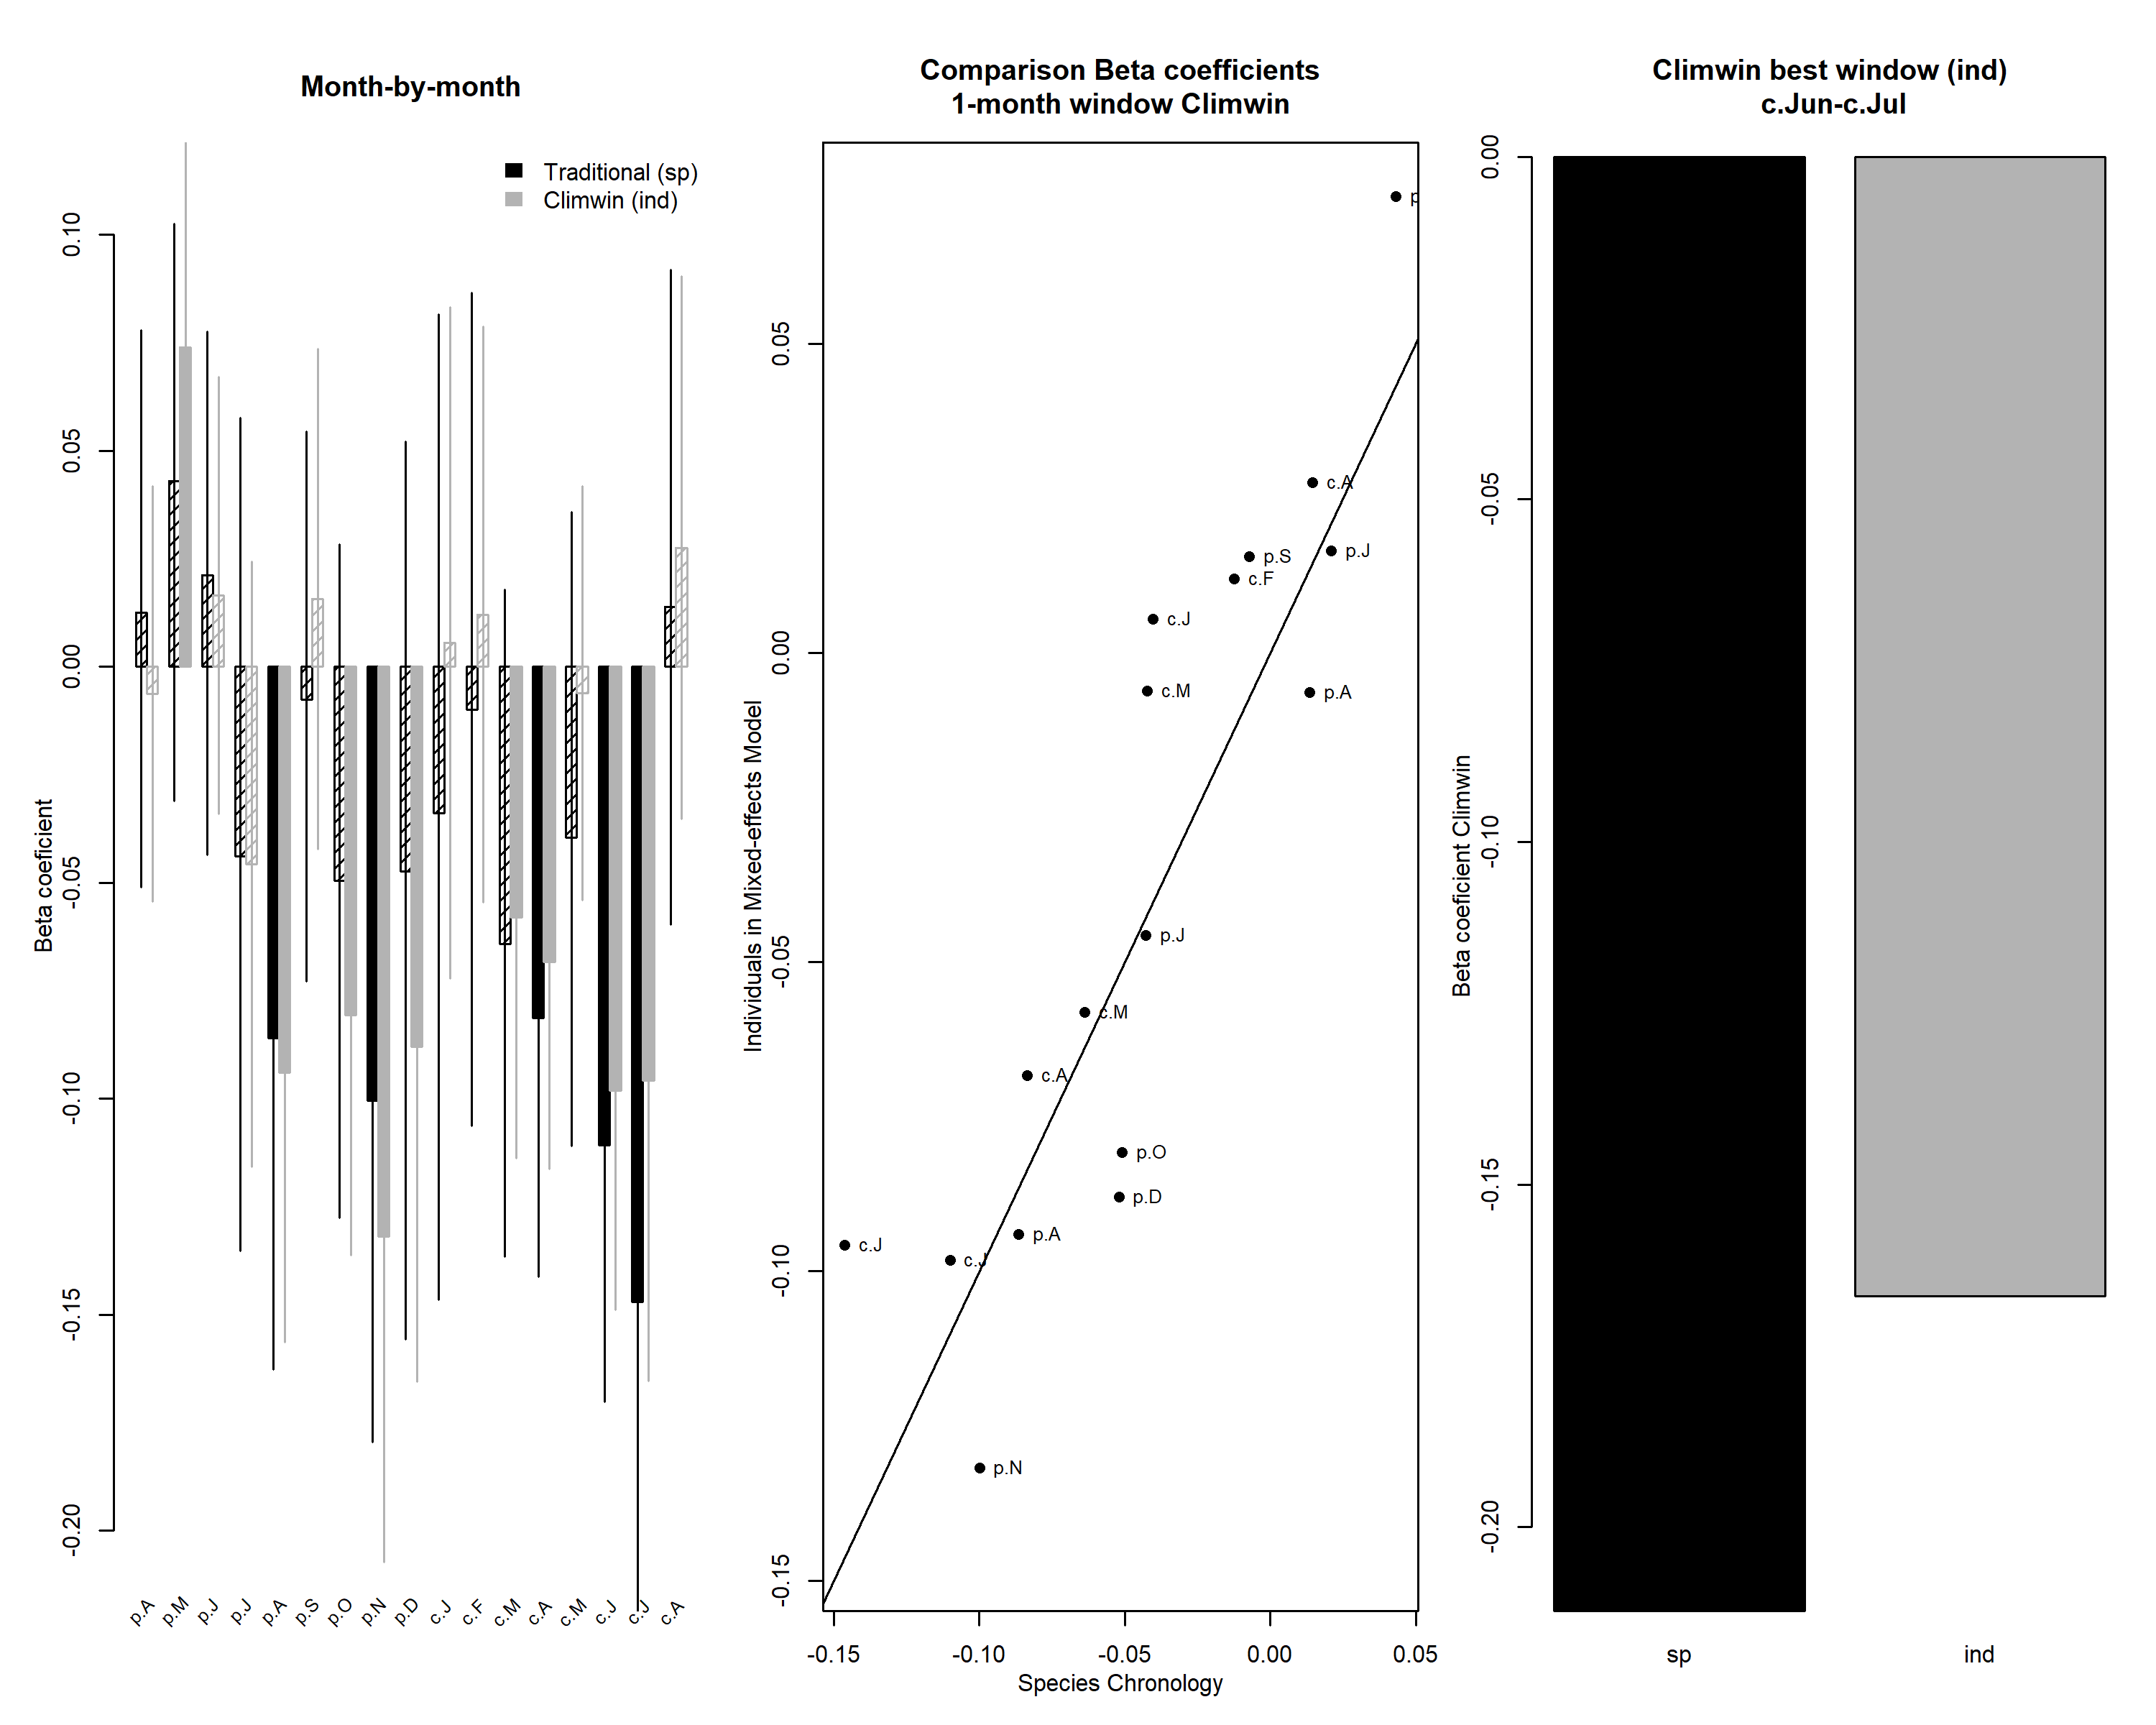 Month-by-month
Traditional (sp)
Climwin (ind)
Beta coeficient
0.10
0.05
0.00
-0.05
-0.10
-0.15
-0.20
p.A p.M p.J p.J p.A p.S p.O p.N p.D c.J c.F c.M c.A c.M c.J c.J c.A
Comparison Beta coefficients
1-month window Climwin
Individuals in Mixed-effects Model
0.05
0.00
-0.05
-0.10
-0.15
p
c.A
p.S
p.J
c.F
c.J
c.M
p.A
p.J
c.M
c.A
p.O
p.D
p.A
c.J
c.J
p.N
-0.15 -0.10 -0.05 0.00 0.05
Species Chronology
Climwin best window (ind)
c.Jun-c.Jul
Beta coeficient Climwin
0.00
-0.05
-0.10
-0.15
-0.20
sp ind